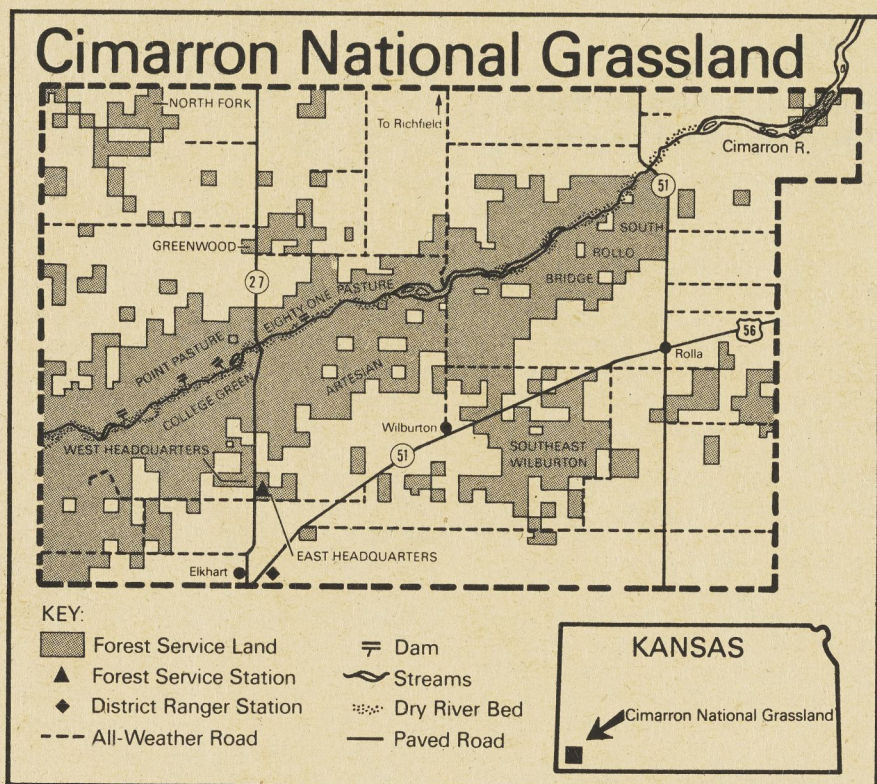 Cimarron National Grassland
NORTH FORK
To Richfield
Cimarron R.
51
SOUTH
GREENWOOD
ROLLO
27
BRIDGE
EIGHTY ONE PASTURE
56
POINT PASTURE
Rolla
ARTESIAN
COLLEGE GREEN
Wilburton
WEST HEADQUARTERS
51
SOUTHEAST
WILBURTON
EAST HEADQUARTERS
Elkhart
KEY:
Forest Service Land
Forest Service Station
District Ranger Station
All-Weather Road
Dam
Streams
Dry River Bed
Paved Road
KANSAS
Cimarron National Grassland